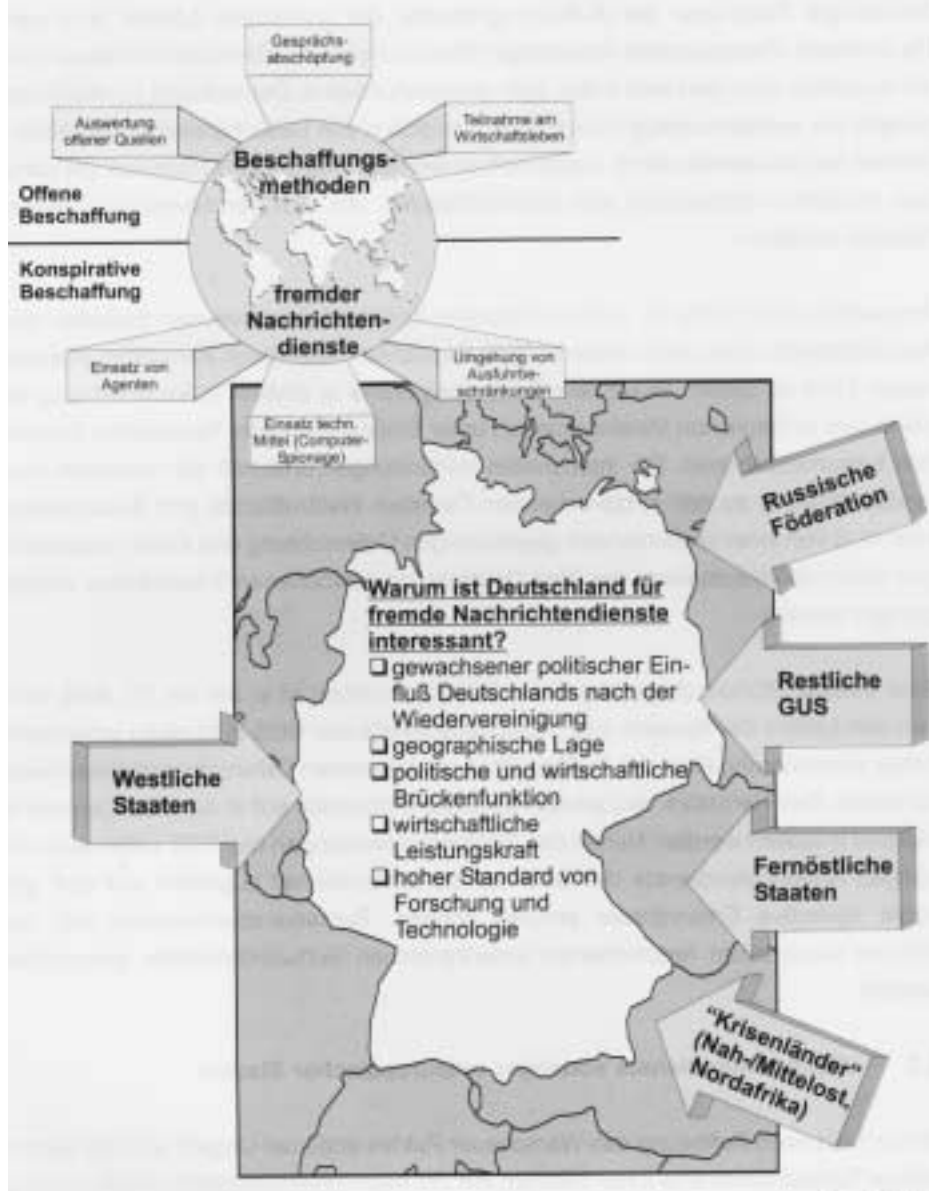 Gesprächs-
abschöpfung
Auswertung
offener Quellen
Teilnahme am
Wirtschaftsleben
Beschaffungs-
methoden
Offene
Beschaffung
Konspirative
Beschaffung
fremder
Nachrichten-
dienste
Einsatz von
Agenten
Einsatz techn.
Mittel (Computer-
Spionage)
Umgehung von
Ausfuhrbe-
schränkungen
Russische
Föderation
Warum ist Deutschland für
fremde Nachrichtendienste
interessant?
❑ gewachsener politischer Ein-
fluß Deutschlands nach der
Wiedervereinigung
❑ geographische Lage
❑ politische und wirtschaftliche
Brückenfunktion
❑ wirtschaftliche
Leistungskraft
❑ hoher Standard von
Forschung und
Technologie
Restliche
GUS
Westliche
Staaten
Fernöstliche
Staaten
"Krisenländer"
(Nah-/Mittelost,
Nordafrika)